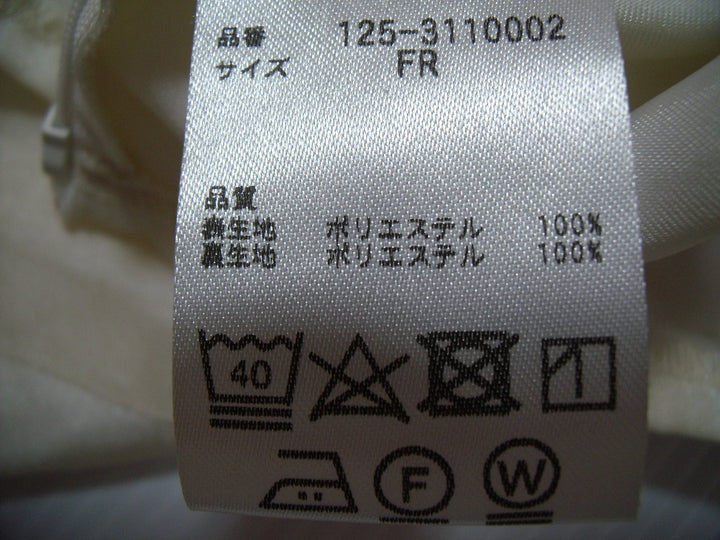 品番 125-3110002
サイズ FR
品質
表生地 ポリエステル 100%
裏生地 ポリエステル 100%
40
F W